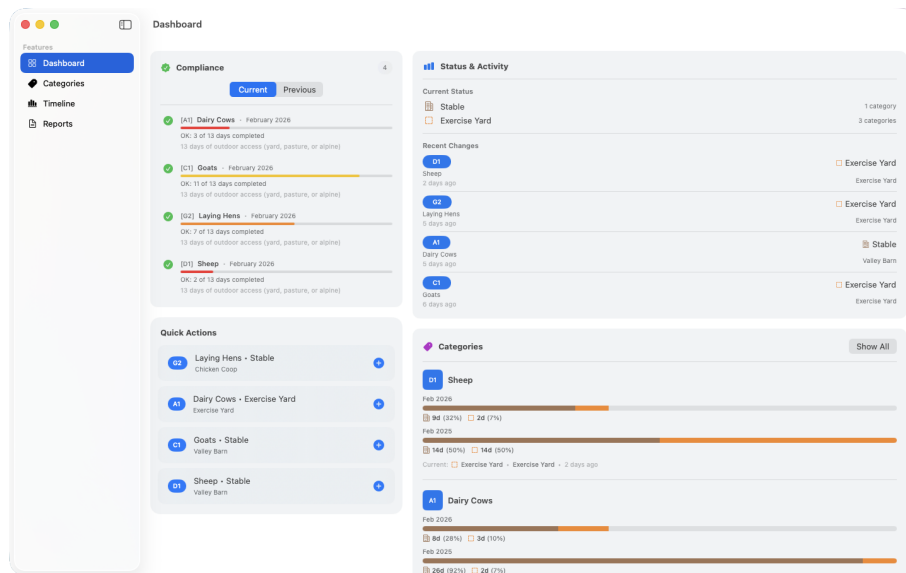 Dashboard
Features
Dashboard
Categories
Timeline
Reports
Compliance
4
Current
Previous
[A1] Dairy Cows • February 2026
OK: 3 of 13 days completed
13 days of outdoor access (yard, pasture, or alpine)
[C1] Goats • February 2026
OK: 11 of 13 days completed
13 days of outdoor access (yard, pasture, or alpine)
[G2] Laying Hens • February 2026
OK: 7 of 13 days completed
13 days of outdoor access (yard, pasture, or alpine)
[D1] Sheep • February 2026
OK: 2 of 13 days completed
13 days of outdoor access (yard, pasture, or alpine)
Quick Actions
G2
Laying Hens • Stable
Chicken Coop
A1
Dairy Cows • Exercise Yard
Exercise Yard
C1
Goats • Stable
Valley Barn
D1
Sheep • Stable
Valley Barn
Status & Activity
Current Status
Stable
1 category
Exercise Yard
3 categories
Recent Changes
D1
Exercise Yard
Sheep
Exercise Yard
2 days ago
G2
Exercise Yard
Laying Hens
Exercise Yard
A1
Stable
Dairy Cows
Valley Barn
5 days ago
C1
Exercise Yard
Goats
Exercise Yard
6 days ago
Categories
Show All
D1
Sheep
Feb 2026
9d (32%) 2d (7%)
Feb 2025
14d (50%) 14d (50%)
Current: Exercise Yard • Exercise Yard • 2 days ago
A1
Dairy Cows
Feb 2026
8d (28%) 3d (10%)
Feb 2025
26d (92%) 2d (7%)